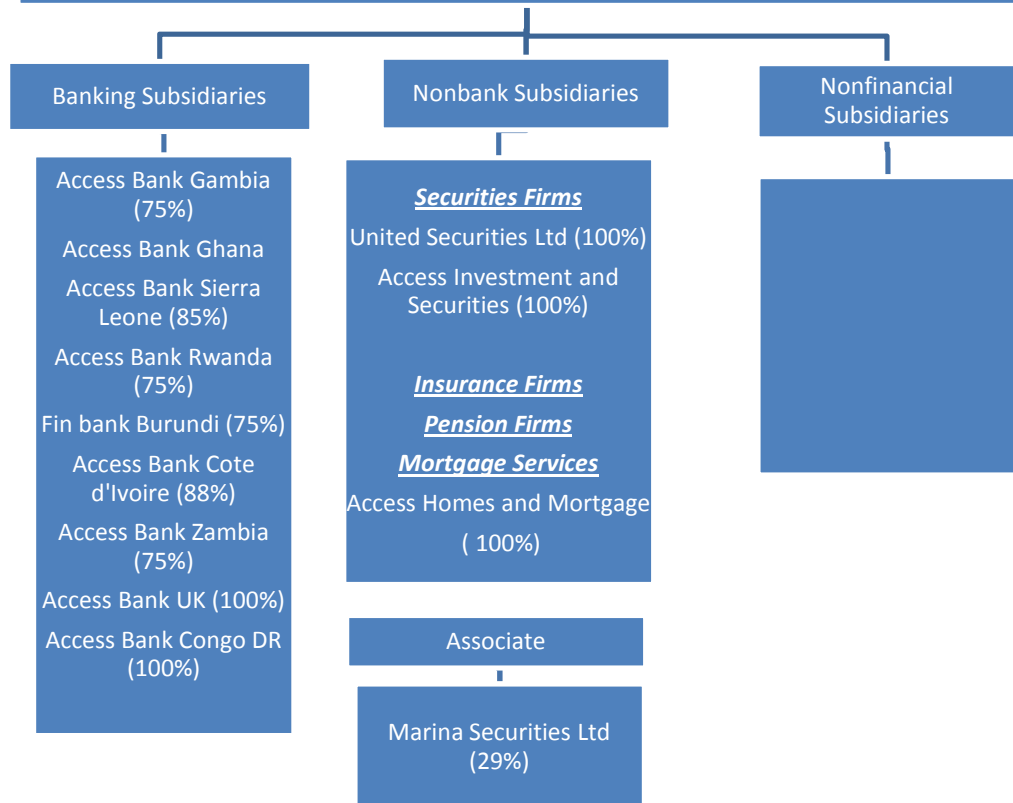 Banking Subsidiaries
Nonbank Subsidiaries
Nonfinancial
Subsidiaries
Access Bank Gambia
(75%)
Access Bank Ghana
Access Bank Sierra
Leone (85%)
Access Bank Rwanda
(75%)
Fin bank Burundi (75%)
Access Bank Cote
d'Ivoire (88%)
Access Bank Zambia
(75%)
Access Bank UK (100%)
Access Bank Congo DR
(100%)
Securities Firms
United Securities Ltd (100%)
Access Investment and
Securities (100%)
Insurance Firms
Pension Firms
Mortgage Services
Access Homes and Mortgage
( 100%)
Associate
Marina Securities Ltd
(29%)